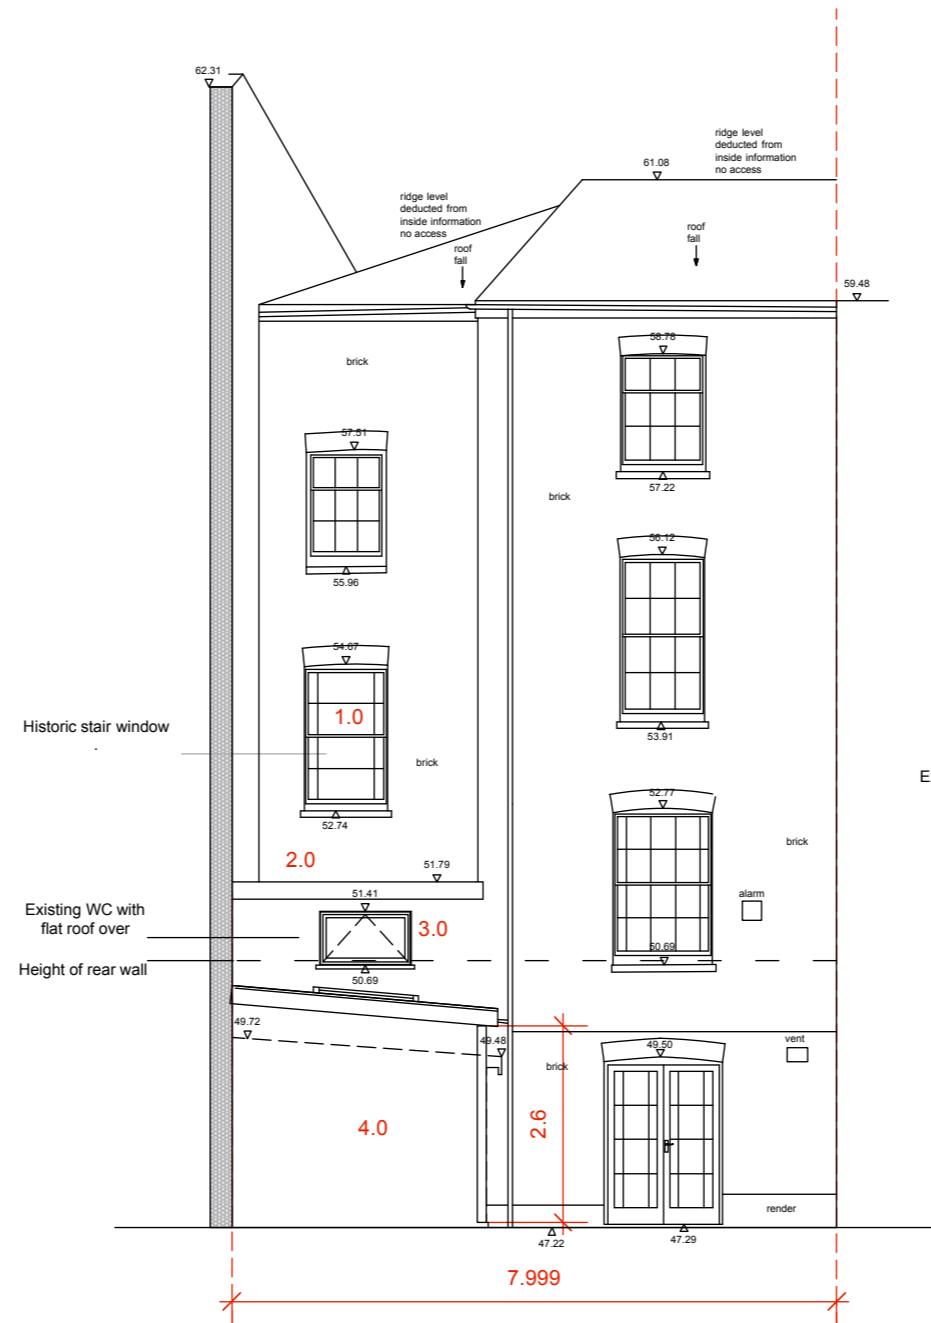 62.31
ridge level
deducted from
inside information
no access
61.08
ridge level
deducted from
inside information
no access
roof
fall
roof
fall
59.48
58.78
brick
57.51
57.22
brick
56.12
55.96
54.67
1.0
Historic stair window
.
53.91
brick
52.77
52.74
E
brick
2.0
51.79
alarm
51.41
Existing WC with
flat roof over
3.0
50.69
Height of rear wall
50.69
49.72
49.48
49.50
vent
brick
2.6
4.0
render
47.22
47.29
7.999